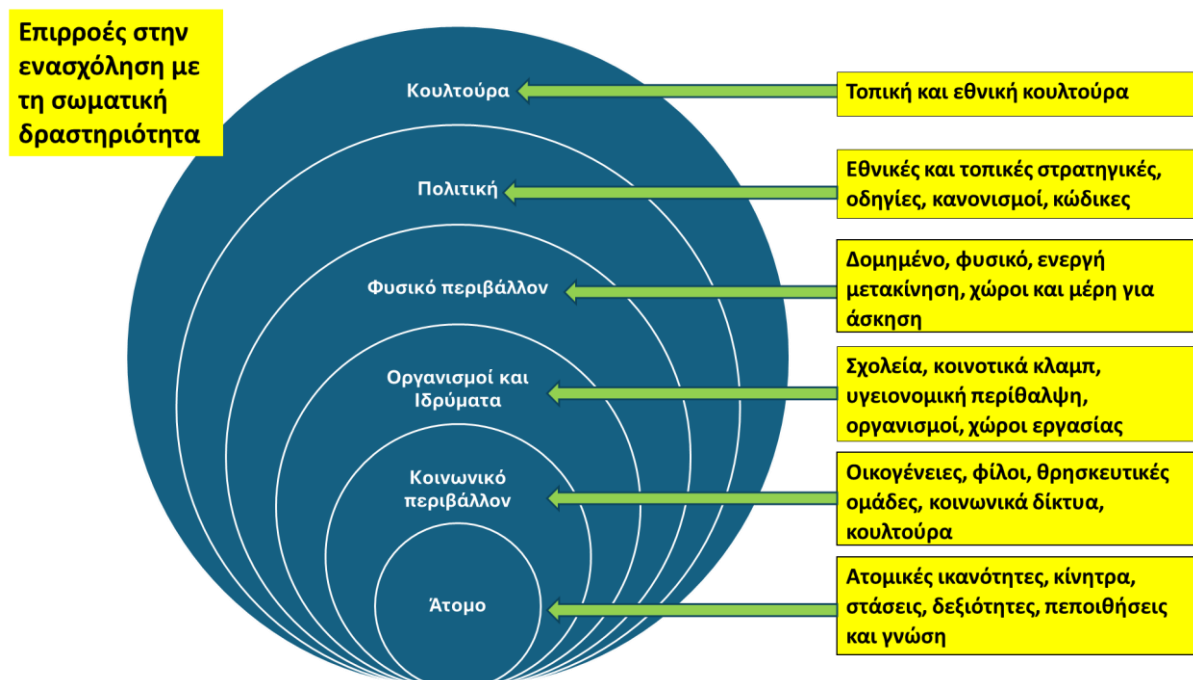 Επιρροές στην
ενασχόληση με
τη σωματική
δραστηριότητα
Κουλτούρα
Τοπική και εθνική κουλτούρα
Πολιτική
Εθνικές και τοπικές στρατηγικές,
οδηγίες, κανονισμοί, κώδικες
Φυσικό περιβάλλον
Δομημένο, φυσικό, ενεργή
μετακίνηση, χώροι και μέρη για
άσκηση
Οργανισμοί και
Ιδρύματα
Σχολεία, κοινοτικά κλαμπ,
υγειονομική περίθαλψη,
οργανισμοί, χώροι εργασίας
Κοινωνικό
περιβάλλον
Οικογένειες, φίλοι, θρησκευτικές
ομάδες, κοινωνικά δίκτυα,
κουλτούρα
Άτομο
Ατομικές ικανότητες, κίνητρα,
στάσεις, δεξιότητες, πεποιθήσεις
και γνώση